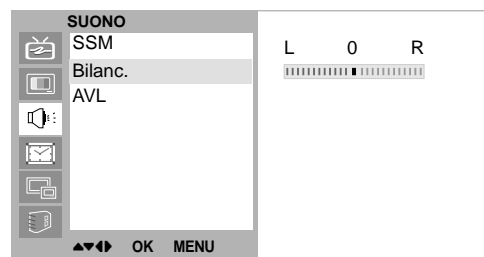 SUONO
SSM
Bilanc.
AVL
L 0 R
▲▼◀▶ OK MENU